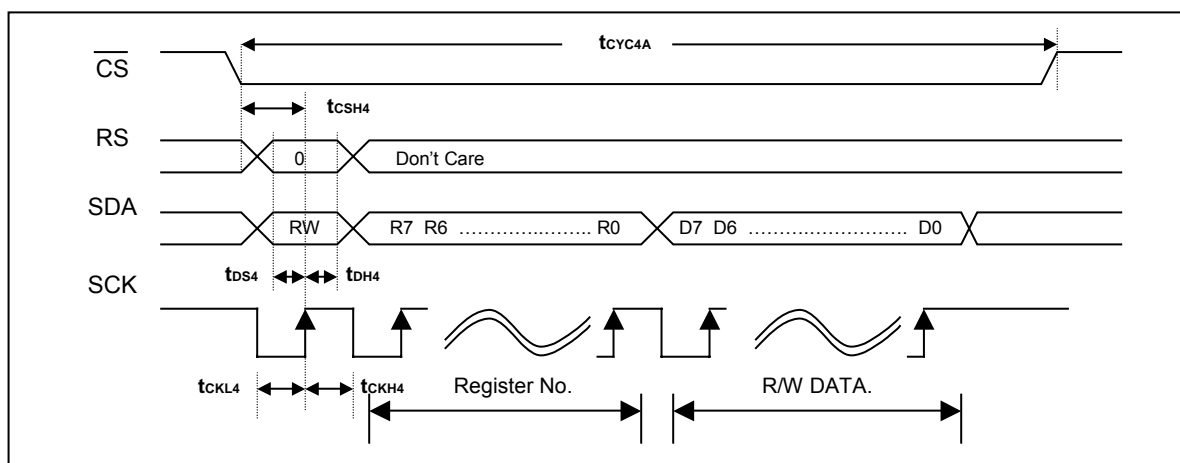 tCYC4A
CS
tCSH4
RS
0
Don't Care
SDA
RW
R7 R6 ........................ R0
D7 D6 ............................ D0
tDS4
tDH4
SCK
tCKL4
tCKH4
Register No.
R/W DATA.